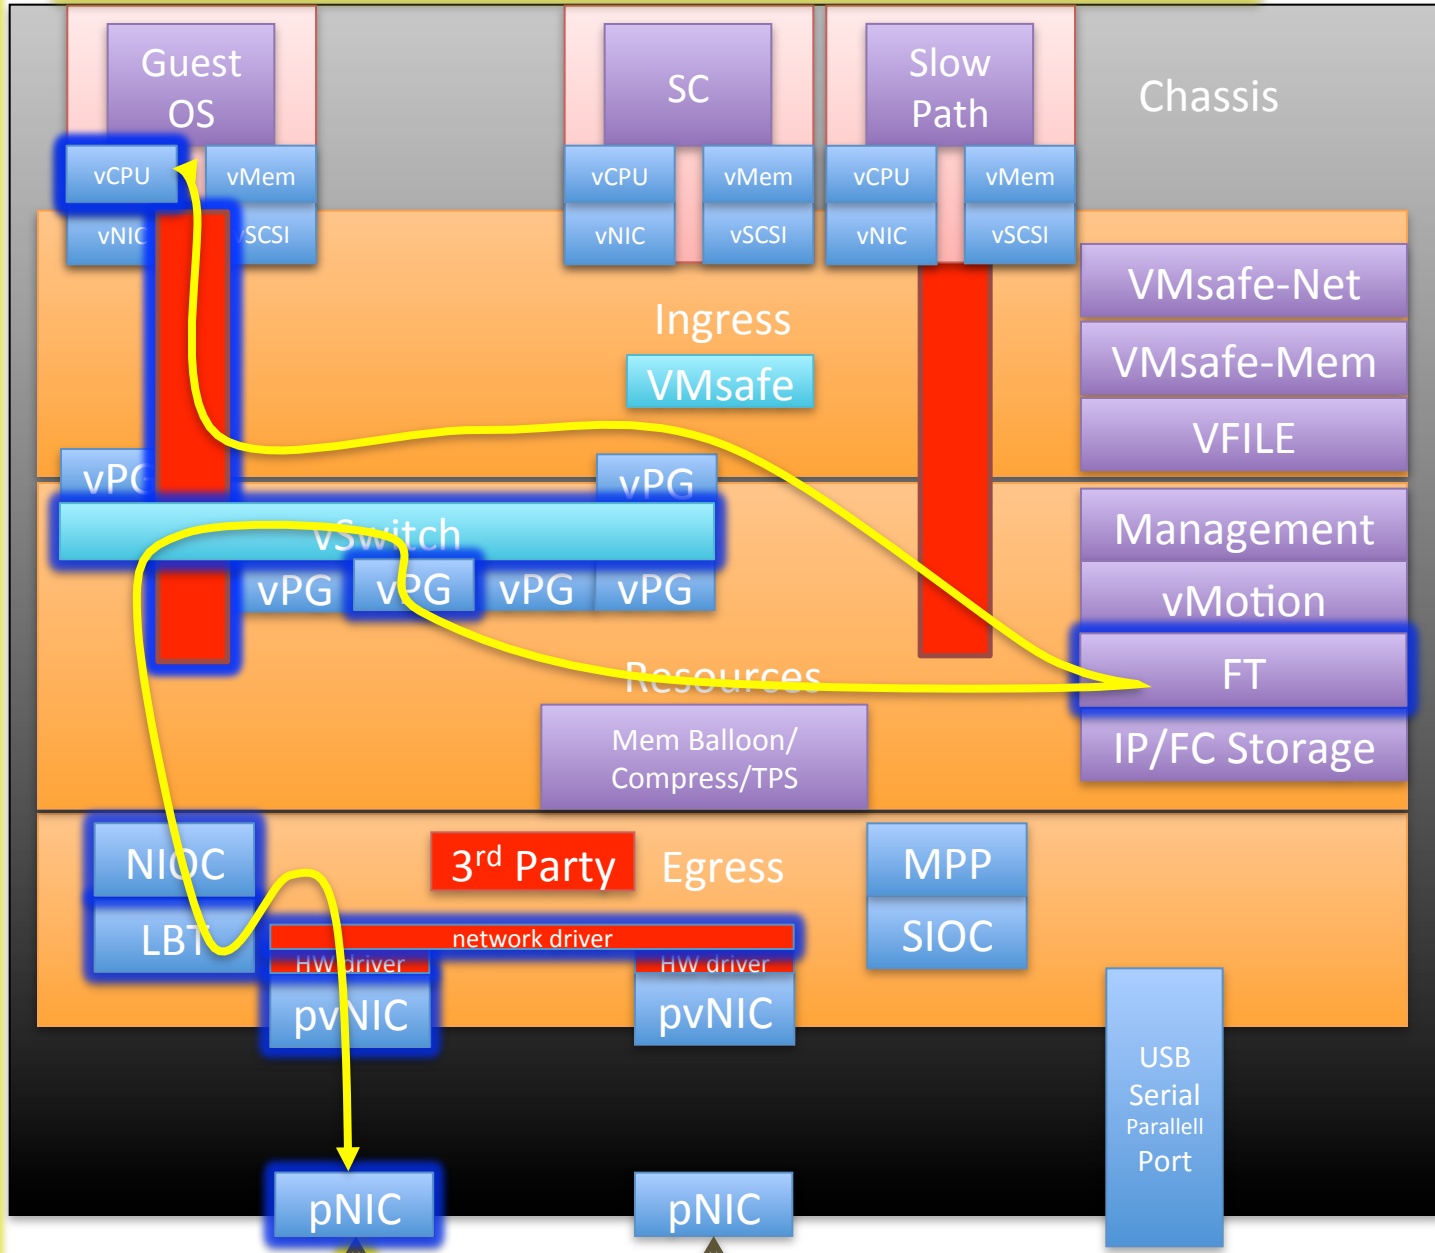 Guest
OS
SC
Slow
Path
Chassis
vCPU
vMem
vCPU
vMem
vCPU
vMem
vNIC
vSCSI
vNIC
vSCSI
vNIC
vSCSI
VMsafe-Net
Ingress
VMsafe-Mem
VMsafe
VFILE
vPG
vPG
vSwitch
Management
vPG
vPG
vPG
vPG
vMotion
Resources
FT
Mem Balloon/
Compress/TPS
IP/FC Storage
NIOC
3rd Party
Egress
MPP
LBT
network driver
SIOC
HW driver
HW driver
pvNIC
pvNIC
USB
Serial
Parallell
Port
pNIC
pNIC